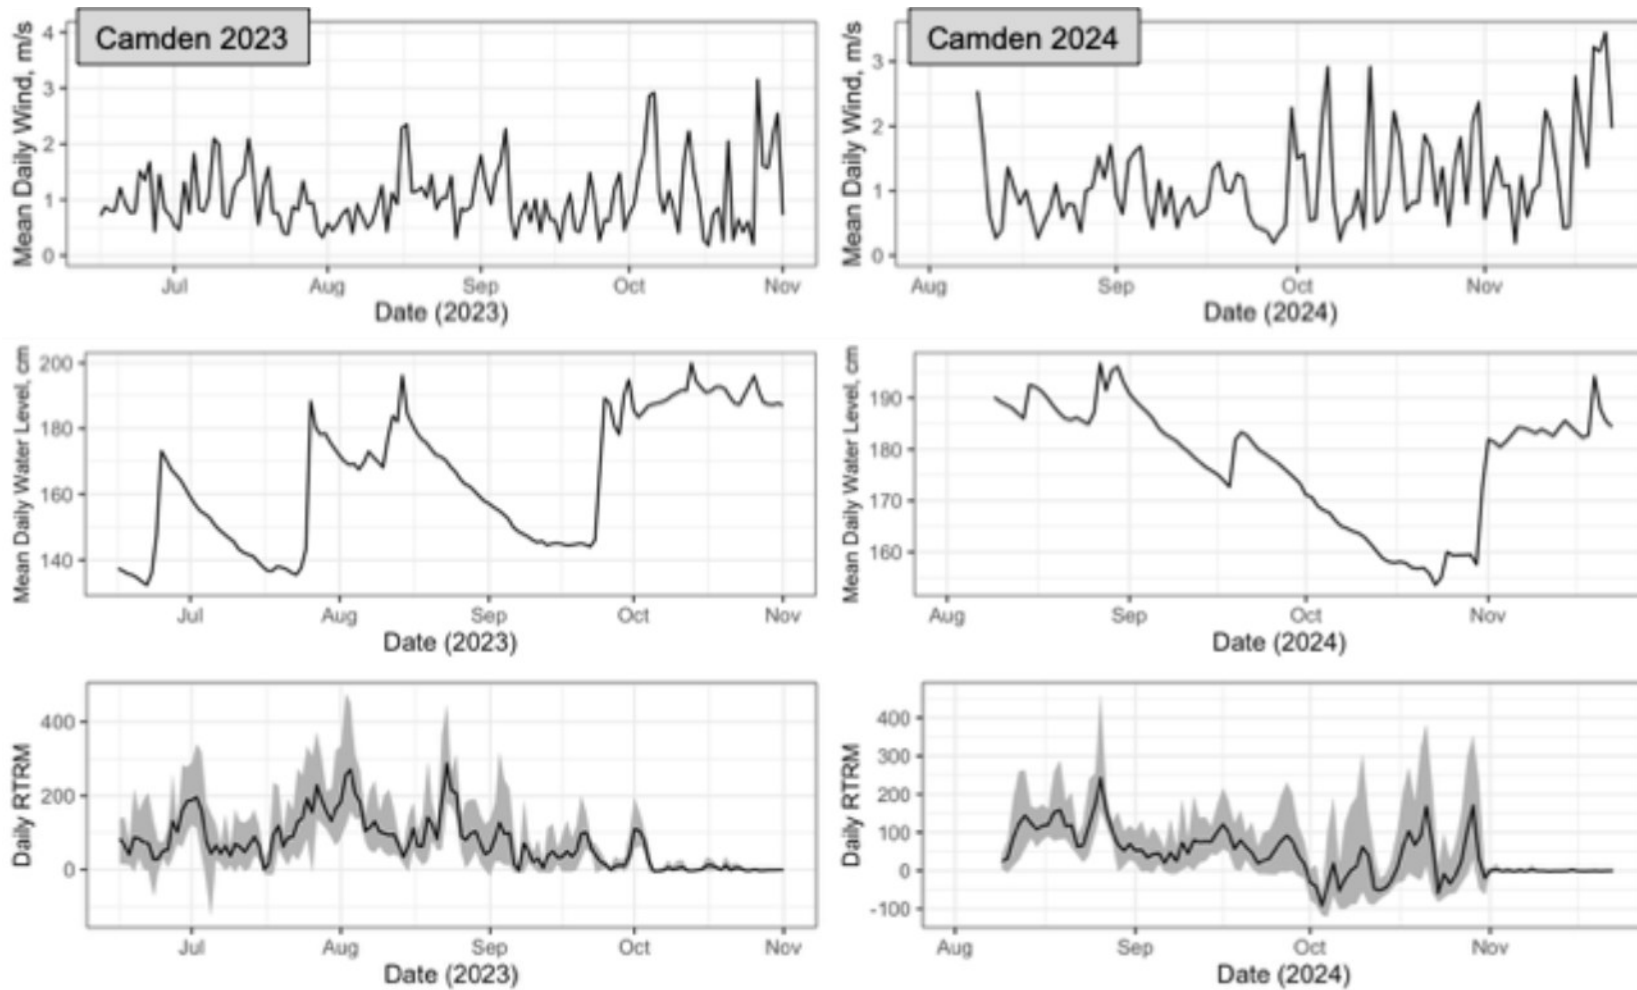 Camden 2023
Mean Daily Wind, m/s
4
3
2
1
0
Jul Aug Sep Oct Nov
Date (2023)
Camden 2024
Mean Daily Wind, m/s
3
2
1
0
Aug Sep Oct Nov
Date (2024)
Mean Daily Water Level, cm
200
180
160
140
Jul Aug Sep Oct Nov
Date (2023)
Mean Daily Water Level, cm
190
180
170
160
Aug Sep Oct Nov
Date (2024)
Daily RTRM
400
200
0
Jul Aug Sep Oct Nov
Date (2023)
Daily RTRM
400
300
200
100
0
-100
Aug Sep Oct Nov
Date (2024)